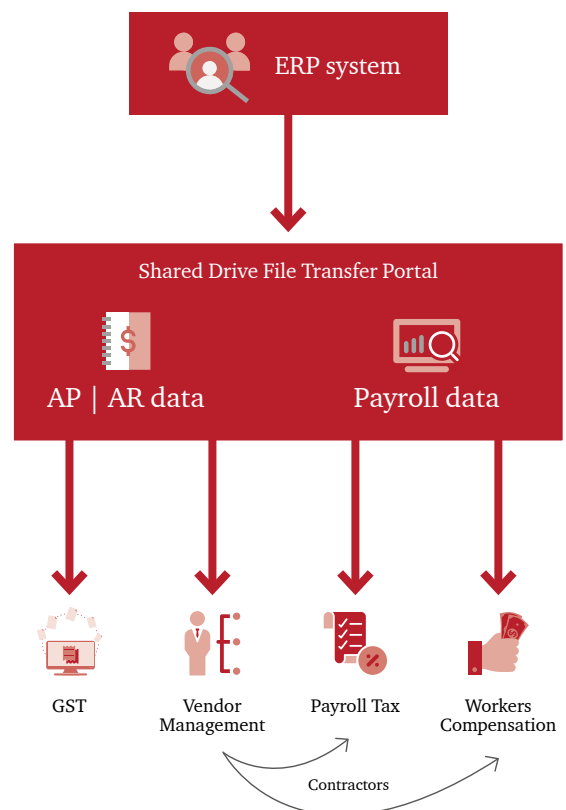 ERP system
Shared Drive File Transfer Portal
$
AP | AR data
Payroll data
%
$
GST
Vendor
Management
Payroll Tax
Workers
Compensation
Contractors